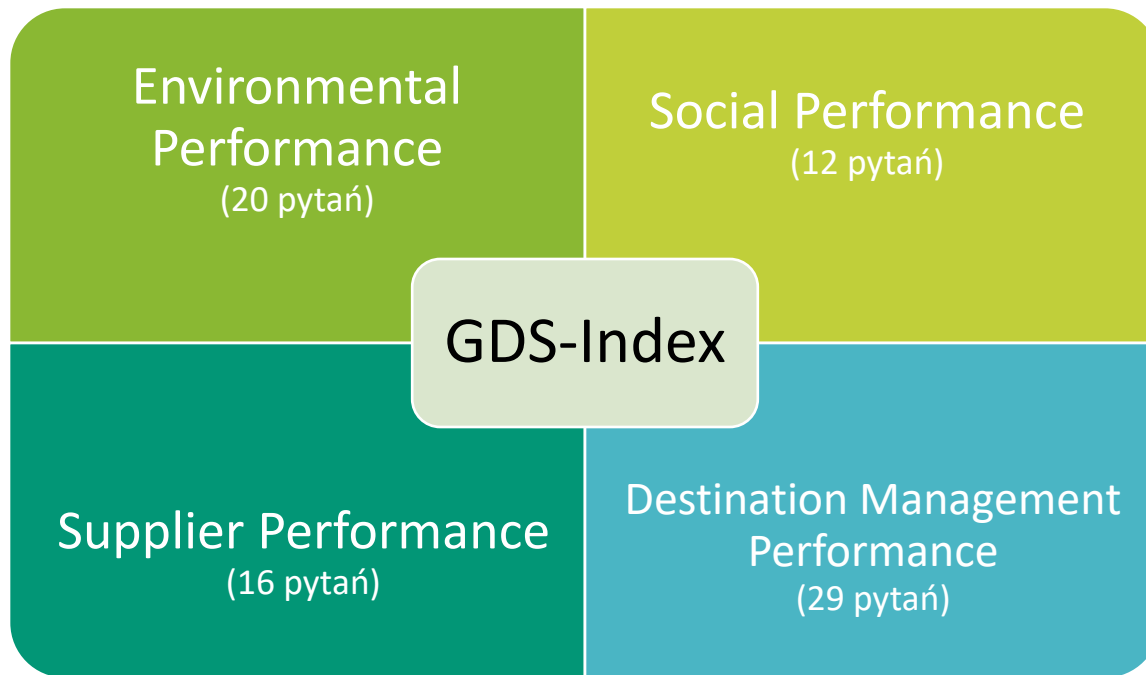 Environmental
Performance
(20 pytań)
Social Performance
(12 pytań)
GDS-Index
Supplier Performance
(16 pytań)
Destination Management
Performance
(29 pytań)